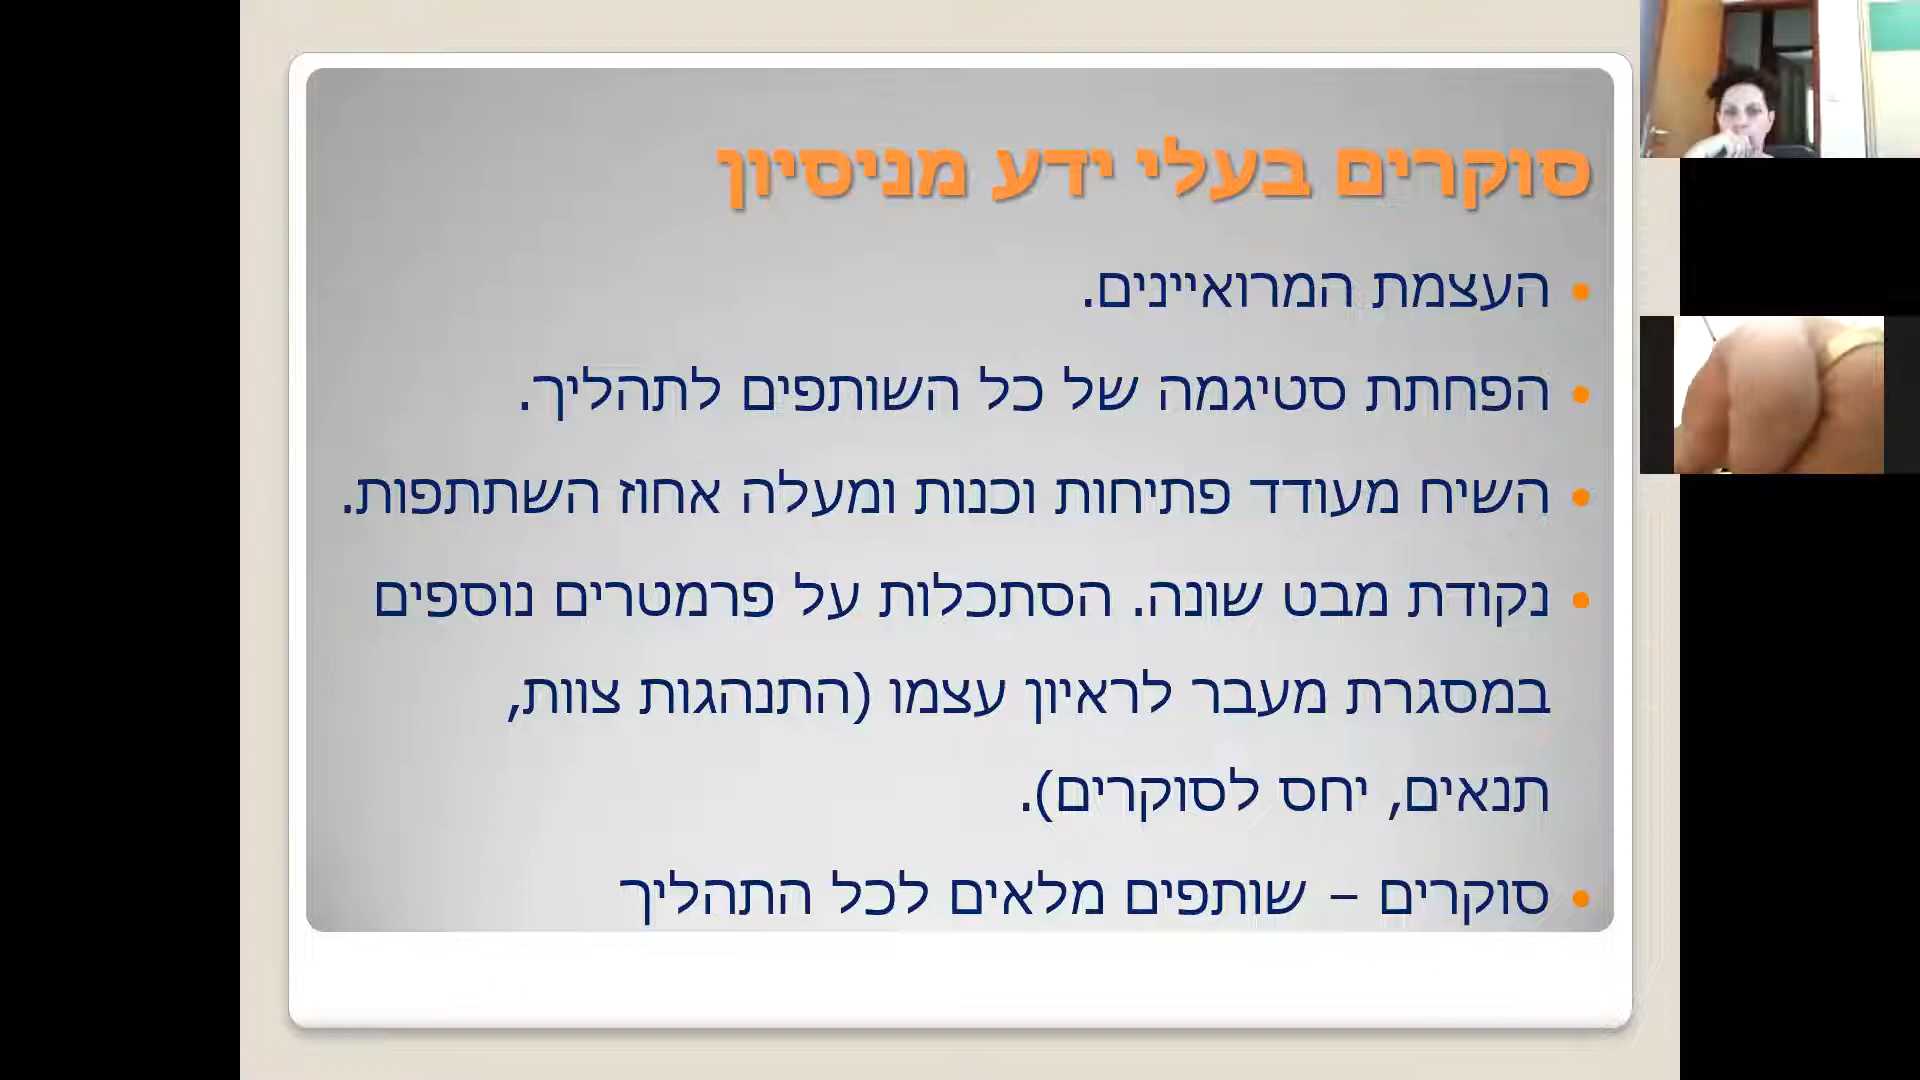 סוקרים בעלי ידע מניסיון
• העצמת המרואיינים.
• הפחתת סטיגמה של כל השותפים לתהליך.
• השיח מעודד פתיחות וכנות ומעלה אחוז השתתפות.
• נקודת מבט שונה. הסתכלות על פרמטרים נוספים
במסגרת מעבר לראיון עצמו (התנהגות צוות,
תנאים, יחס לסוקרים).
• סוקרים – שותפים מלאים לכל התהליך